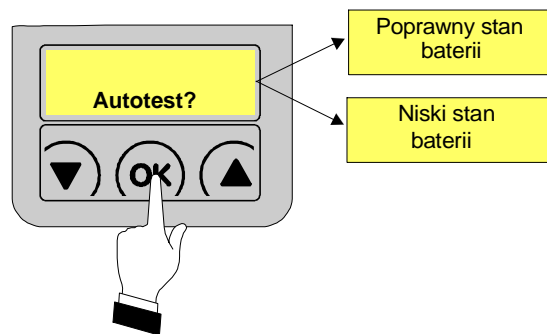 Autotest?
OK
Poprawny stan
baterii
Niski stan
baterii